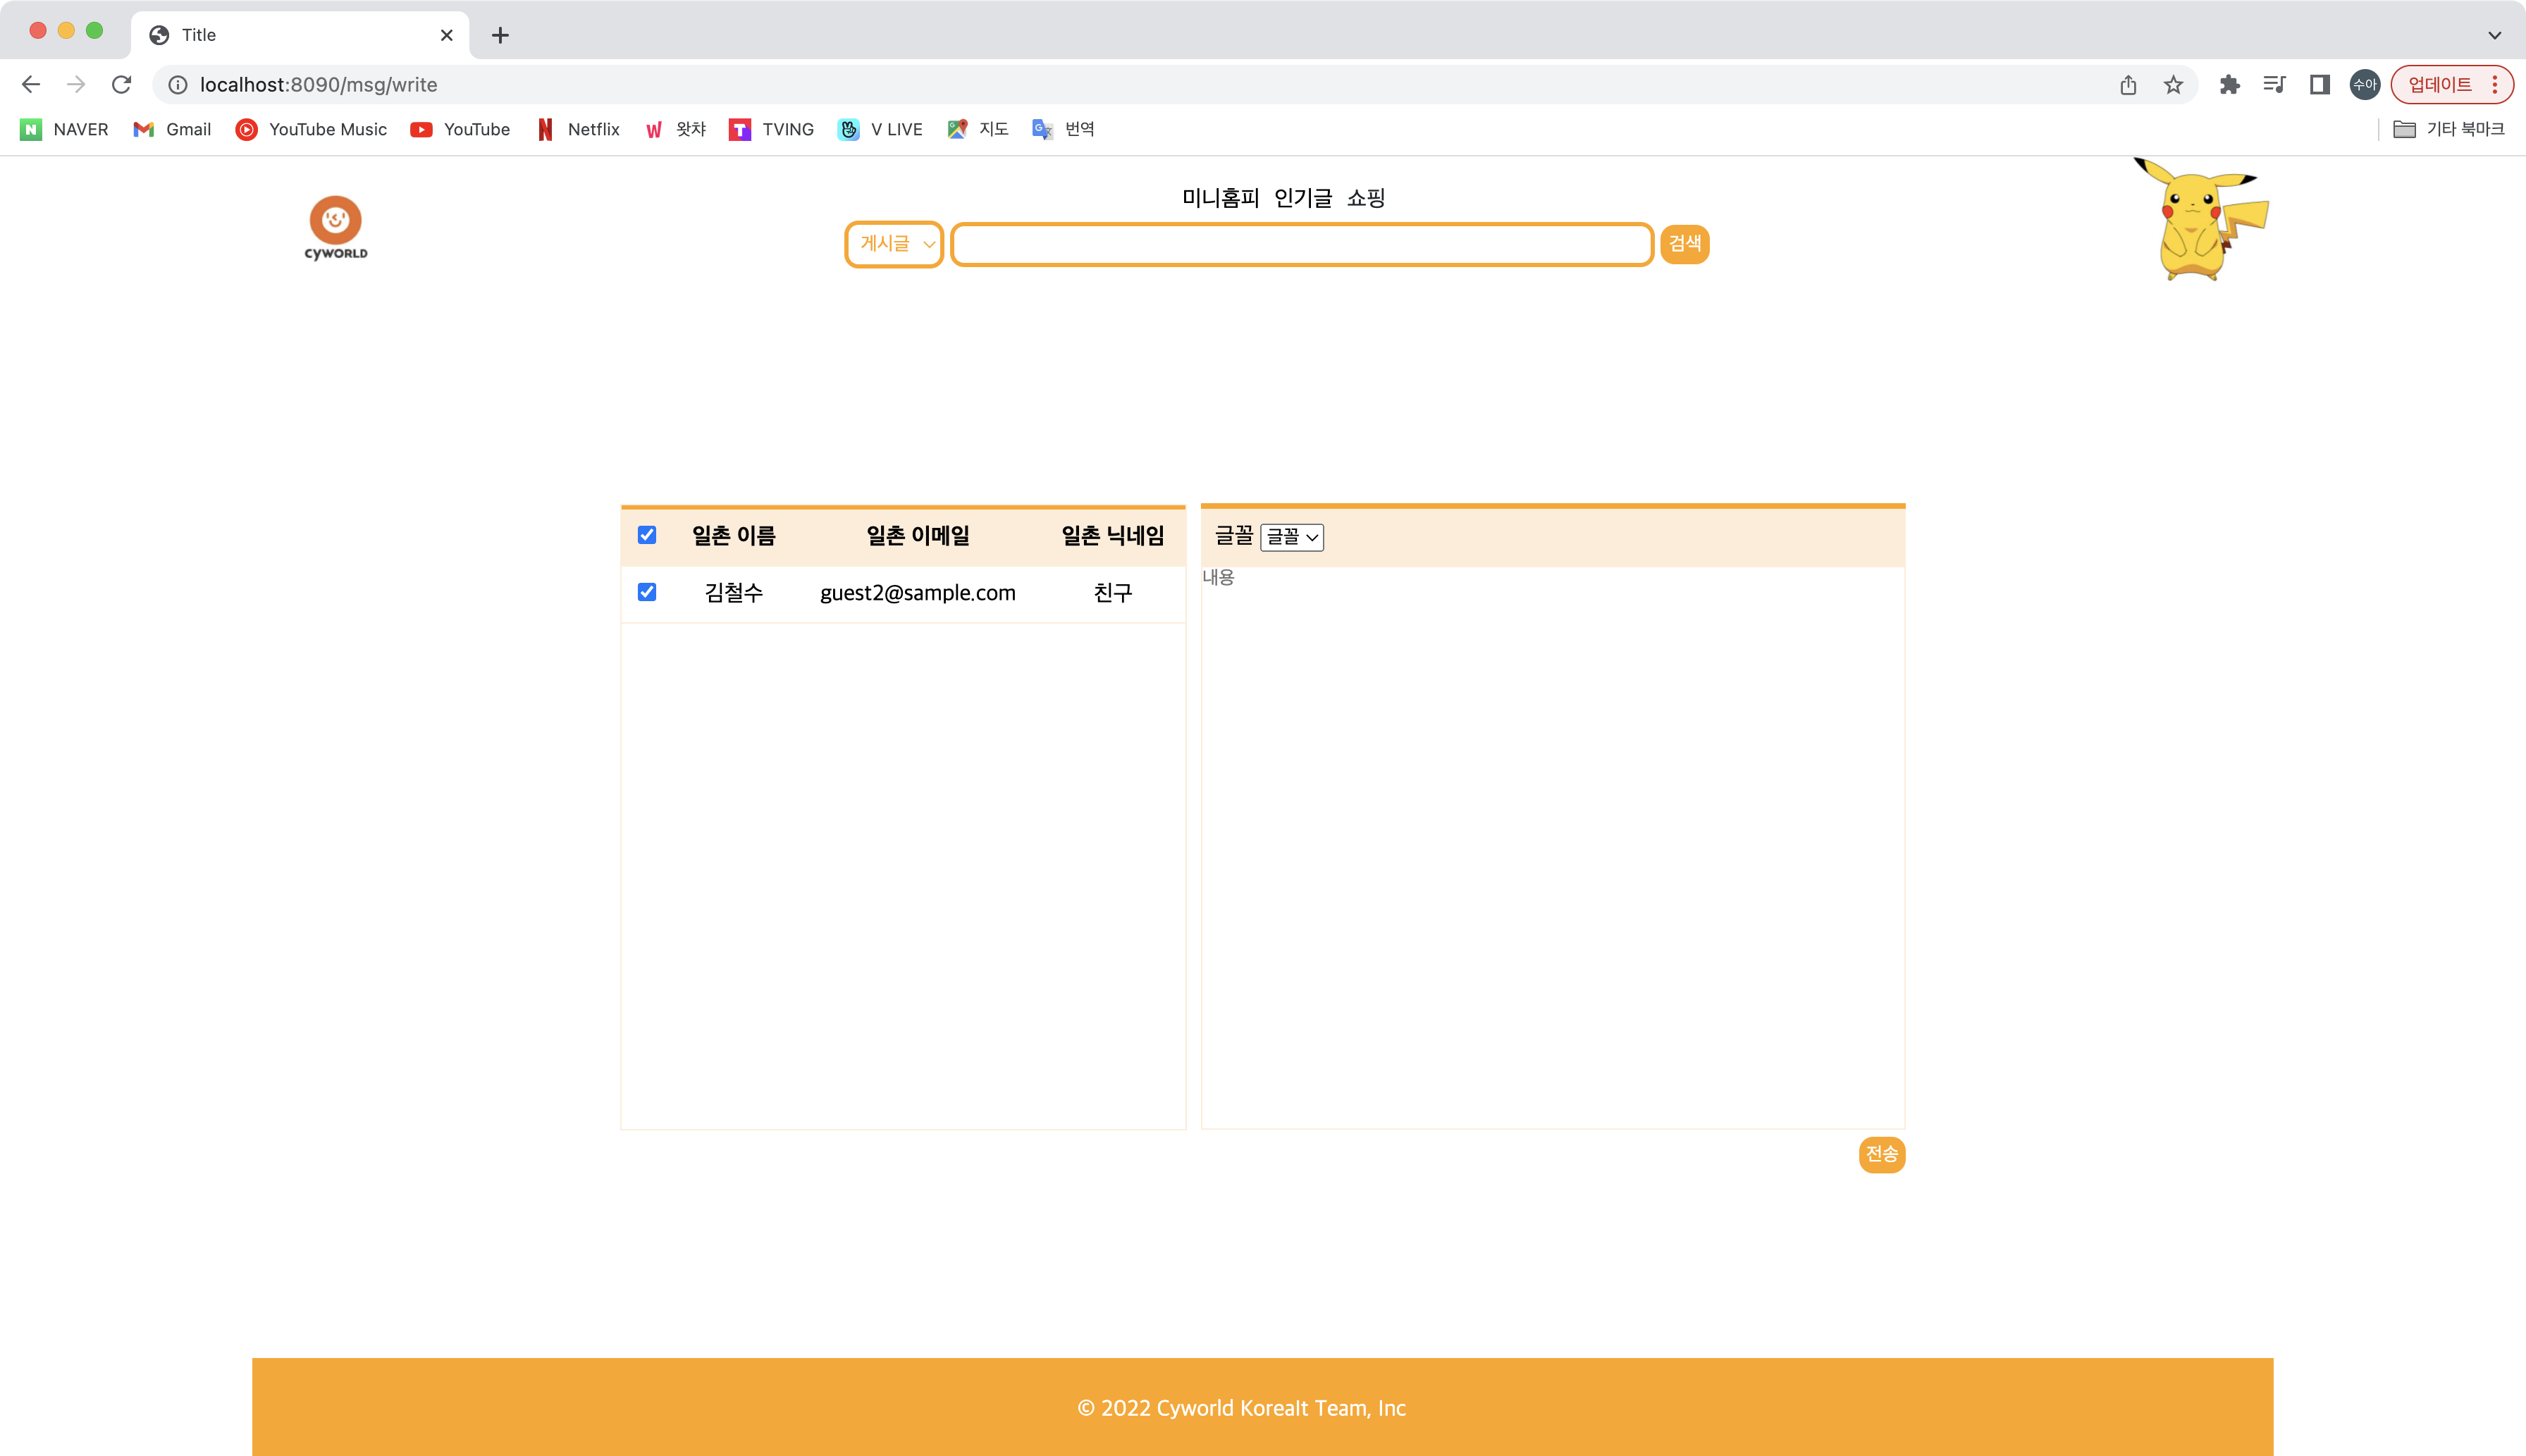 Title
localhost:8090/msg/write
수아
업데이트
NAVER
Gmail
YouTube Music
YouTube
Netflix
왓챠
TVING
V LIVE
지도
번역
기타 북마크
미니홈피 인기글 쇼핑
CYWORLD
게시글
검색
일촌 이름 일촌 이메일 일촌 닉네임
김철수 guest2@sample.com 친구
글꼴 글꼴
내용
전송
© 2022 Cyworld KoreaIt Team, Inc